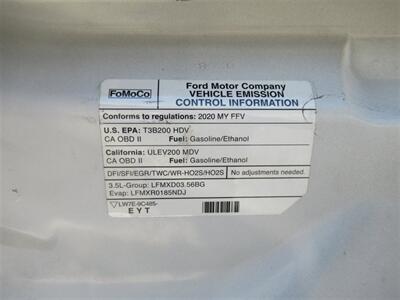 FoMoCo
Ford Motor Company
VEHICLE EMISSION
CONTROL INFORMATION
Conforms to regulations: 2020 MY FFV
U.S. EPA: T3B200 HDV
CA OBD II Fuel: Gasoline/Ethanol
California: ULEV200 MDV
CA OBD II Fuel: Gasoline/Ethanol
DFI/SFI/EGR/TWC/WR-HO2S/HO2S No adjustments needed.
3.5L-Group: LFMXD03.56BG
Evap: LFMXR0185NDJ
LW7E-9C485-
EYT